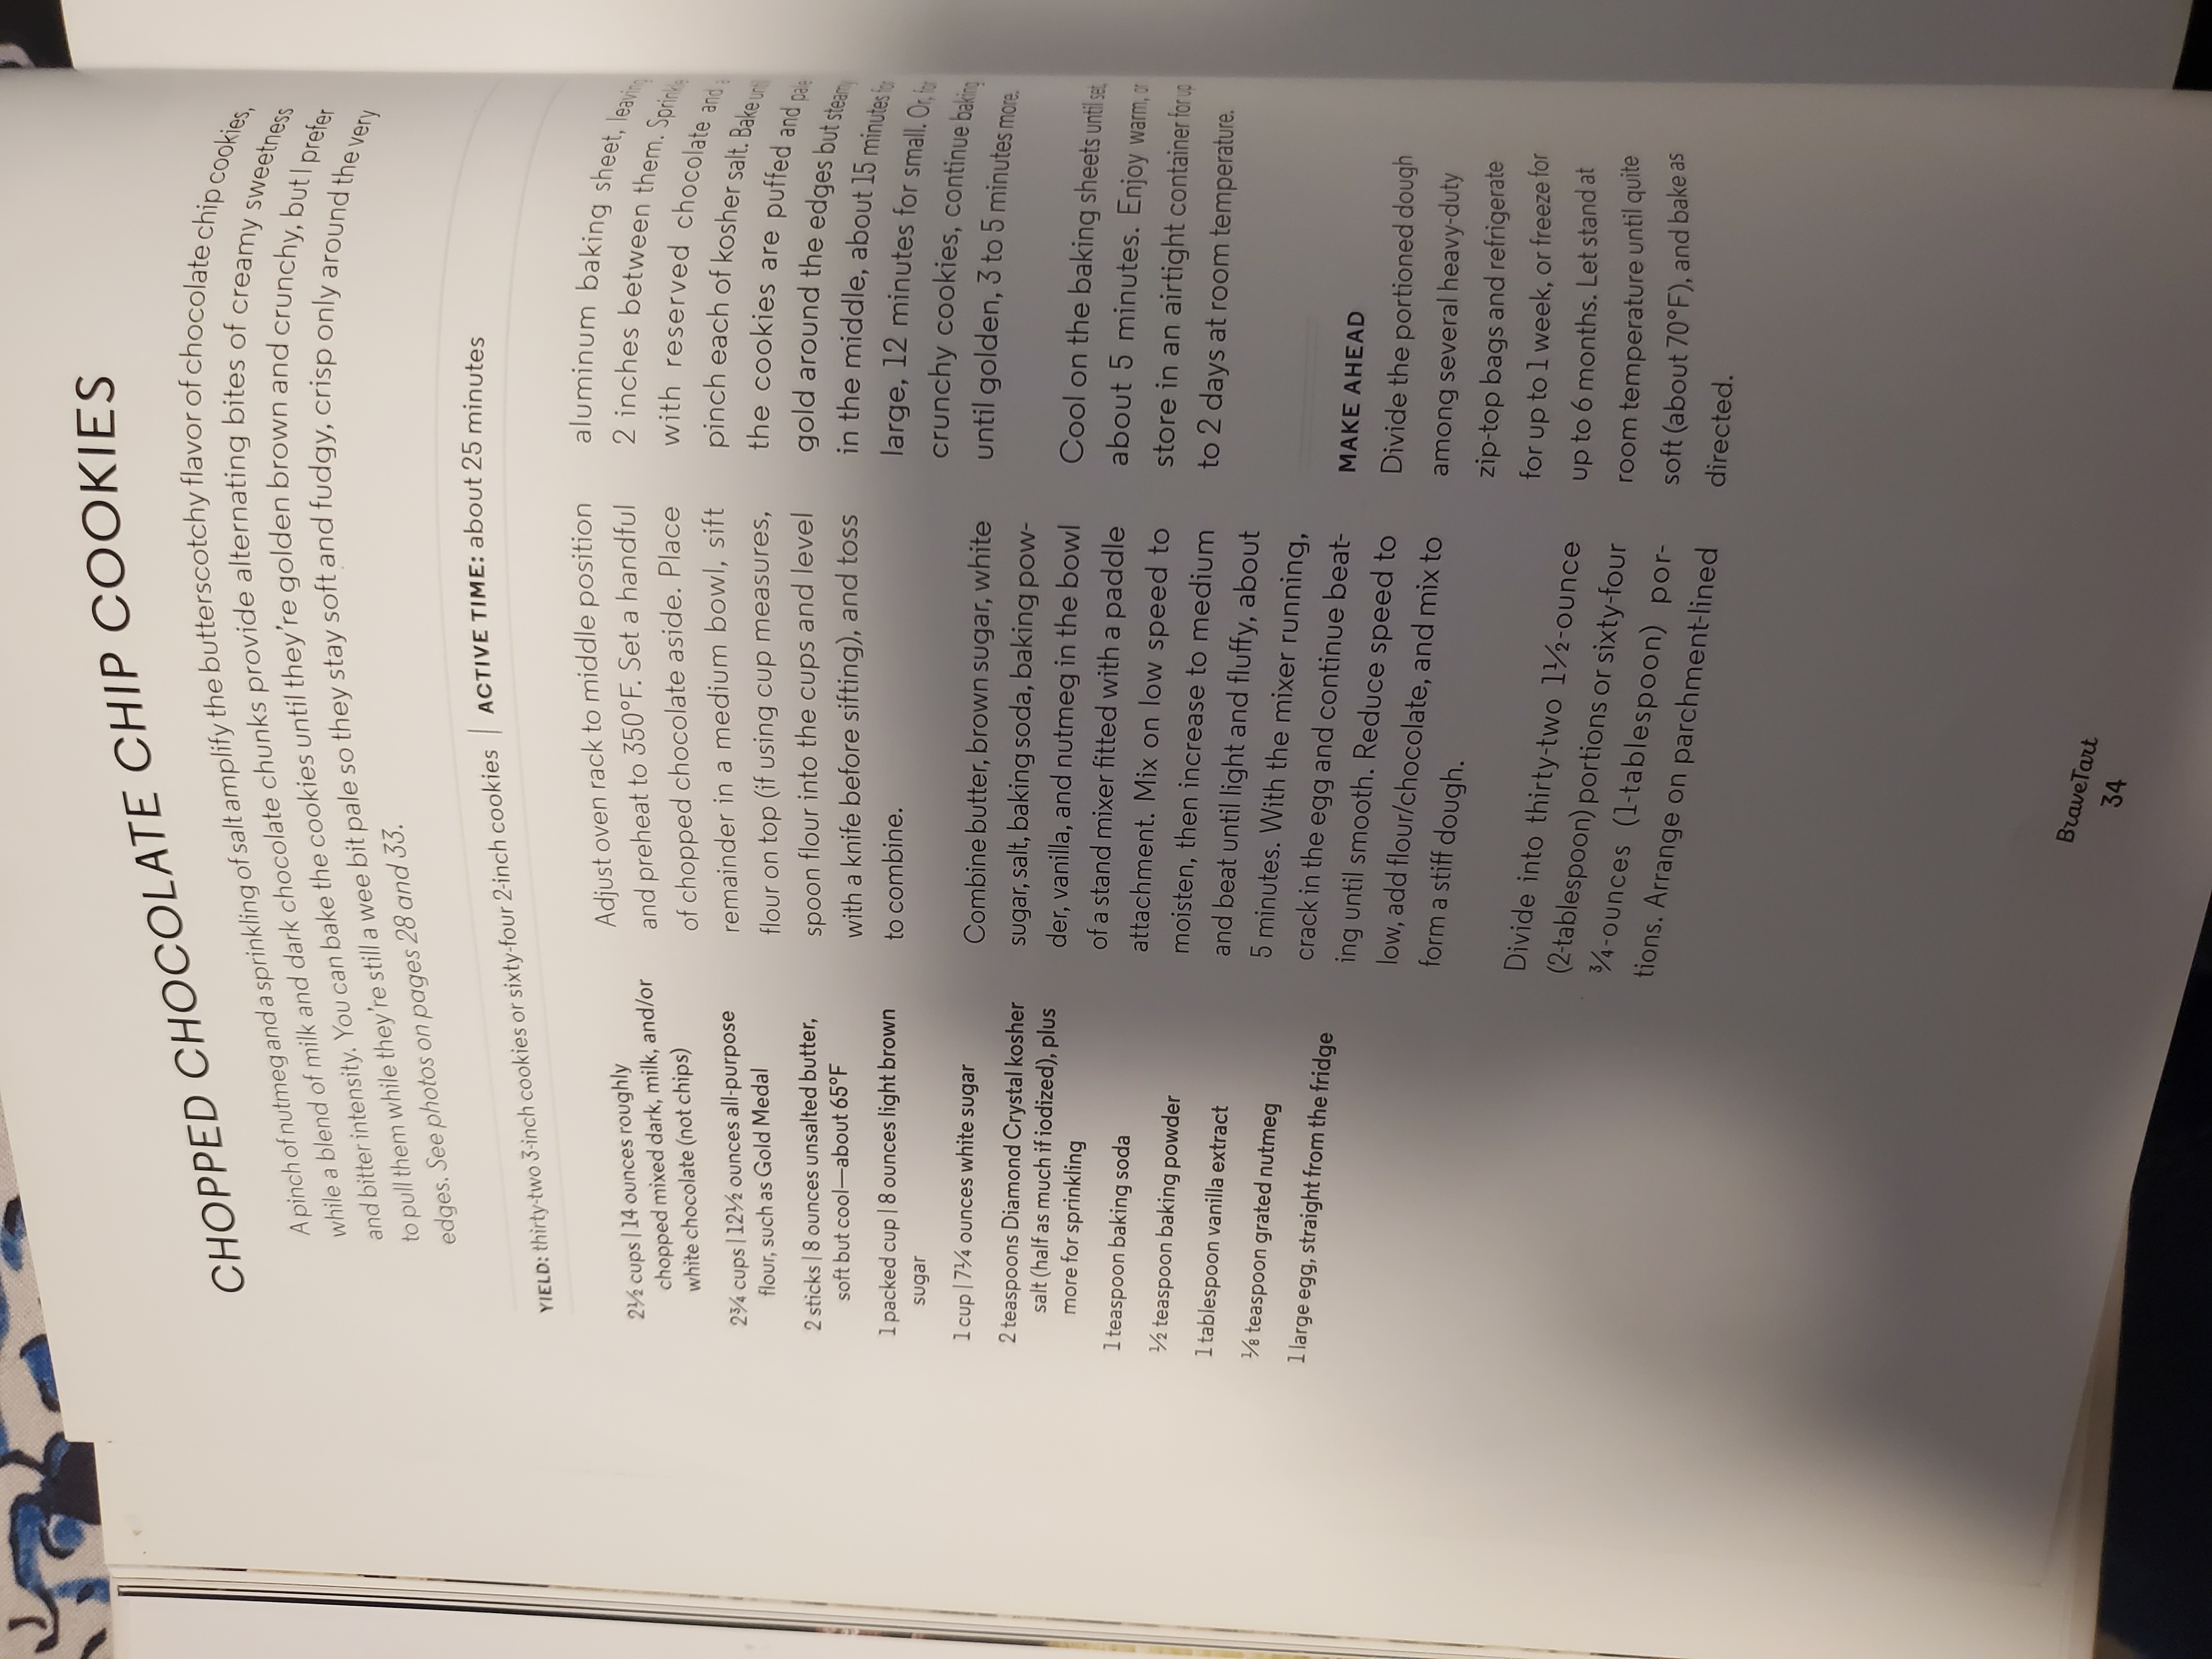 CHOPPED CHOCOLATE CHIP COOKIES
A pinch of nutmeg and a sprinkling of salt amplify the butterscotchy flavor of chocolate chip cookies,
while a blend of milk and dark chocolate chunks provide alternating bites of creamy sweetness
and bitter intensity. You can bake the cookies until they're golden brown and crunchy, but I prefer
to pull them while they're still a wee bit pale so they stay soft and fudgy, crisp only around the very
edges. See photos on pages 28 and 33.
YIELD: thirty-two 3-inch cookies or sixty-four 2-inch cookies | ACTIVE TIME: about 25 minutes
2½ cups | 14 ounces roughly
chopped mixed dark, milk, and/or
white chocolate (not chips)
2¾ cups | 12½ ounces all-purpose
flour, such as Gold Medal
2 sticks | 8 ounces unsalted butter,
soft but cool—about 65°F
1 packed cup | 8 ounces light brown
sugar
1 cup | 7¼ ounces white sugar
2 teaspoons Diamond Crystal kosher
salt (half as much if iodized), plus
more for sprinkling
1 teaspoon baking soda
½ teaspoon baking powder
1 tablespoon vanilla extract
⅛ teaspoon grated nutmeg
1 large egg, straight from the fridge
Adjust oven rack to middle position
and preheat to 350°F. Set a handful
of chopped chocolate aside. Place
remainder in a medium bowl, sift
flour on top (if using cup measures,
spoon flour into the cups and level
with a knife before sifting), and toss
to combine.
Combine butter, brown sugar, white
sugar, salt, baking soda, baking pow-
der, vanilla, and nutmeg in the bowl
of a stand mixer fitted with a paddle
attachment. Mix on low speed to
moisten, then increase to medium
and beat until light and fluffy, about
5 minutes. With the mixer running,
crack in the egg and continue beat-
ing until smooth. Reduce speed to
low, add flour/chocolate, and mix to
form a stiff dough.
Divide into thirty-two 1½-ounce
(2-tablespoon) portions or sixty-four
¾-ounces (1-tablespoon) por-
tions. Arrange on parchment-lined
aluminum baking sheet, leaving
2 inches between them. Sprinkle
with reserved chocolate and a
pinch each of kosher salt. Bake until
the cookies are puffed and pale
gold around the edges but steamy
in the middle, about 15 minutes for
large, 12 minutes for small. Or, for
crunchy cookies, continue baking
until golden, 3 to 5 minutes more.
Cool on the baking sheets until set,
about 5 minutes. Enjoy warm, or
store in an airtight container for up
to 2 days at room temperature.
MAKE AHEAD
Divide the portioned dough
among several heavy-duty
zip-top bags and refrigerate
for up to 1 week, or freeze for
up to 6 months. Let stand at
room temperature until quite
soft (about 70°F), and bake as
directed.
BraveTart
34